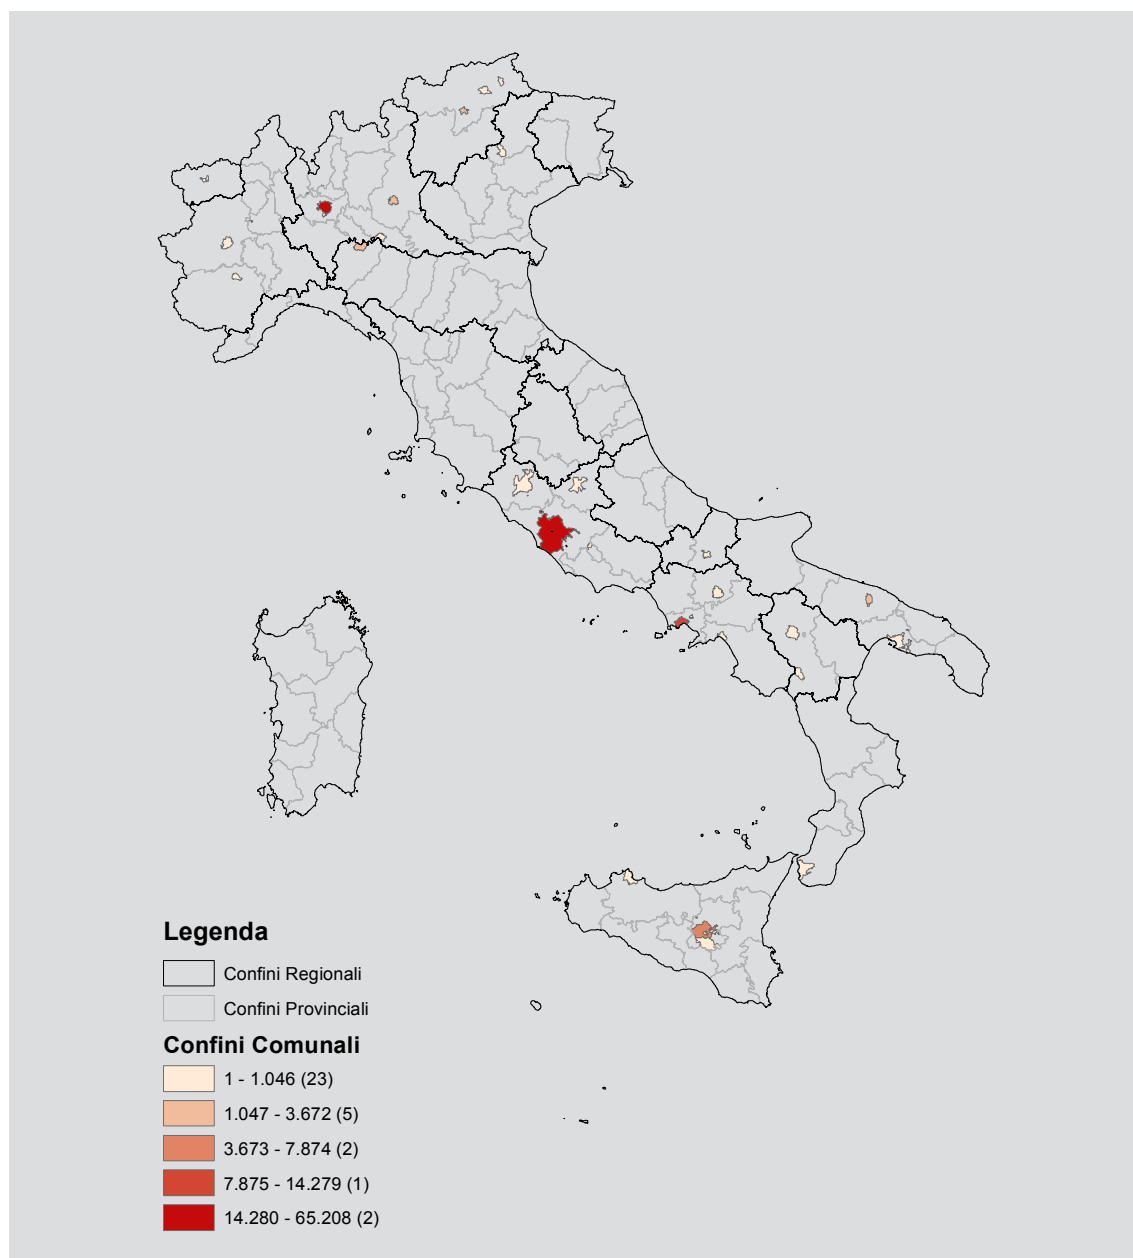 Legenda
Confini Regionali
Confini Provinciali
Confini Comunali
1 - 1.046 (23)
1.047 - 3.672 (5)
3.673 - 7.874 (2)
7.875 - 14.279 (1)
14.280 - 65.208 (2)